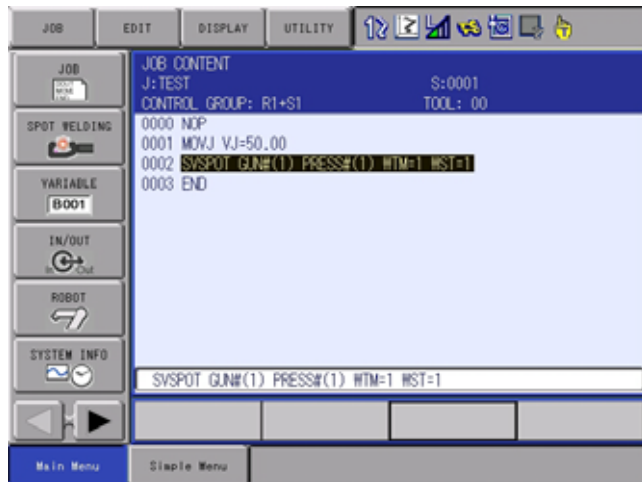 JOB
EDIT
DISPLAY
UTILITY
JOB
SPOT WELDING
VARIABLE
B001
IN/OUT
In Out
ROBOT
SYSTEM INFO
JOB CONTENT
J:TEST S:0001
CONTROL GROUP: R1+S1 TOOL: 00
0000 NOP
0001 MOVJ VJ=50.00
0002 SVSPOT GUN#(1) PRESS#(1) WTM=1 WST=1
0003 END
SVSPOT GUN#(1) PRESS#(1) WTM=1 WST=1
Main Menu
Simple Menu